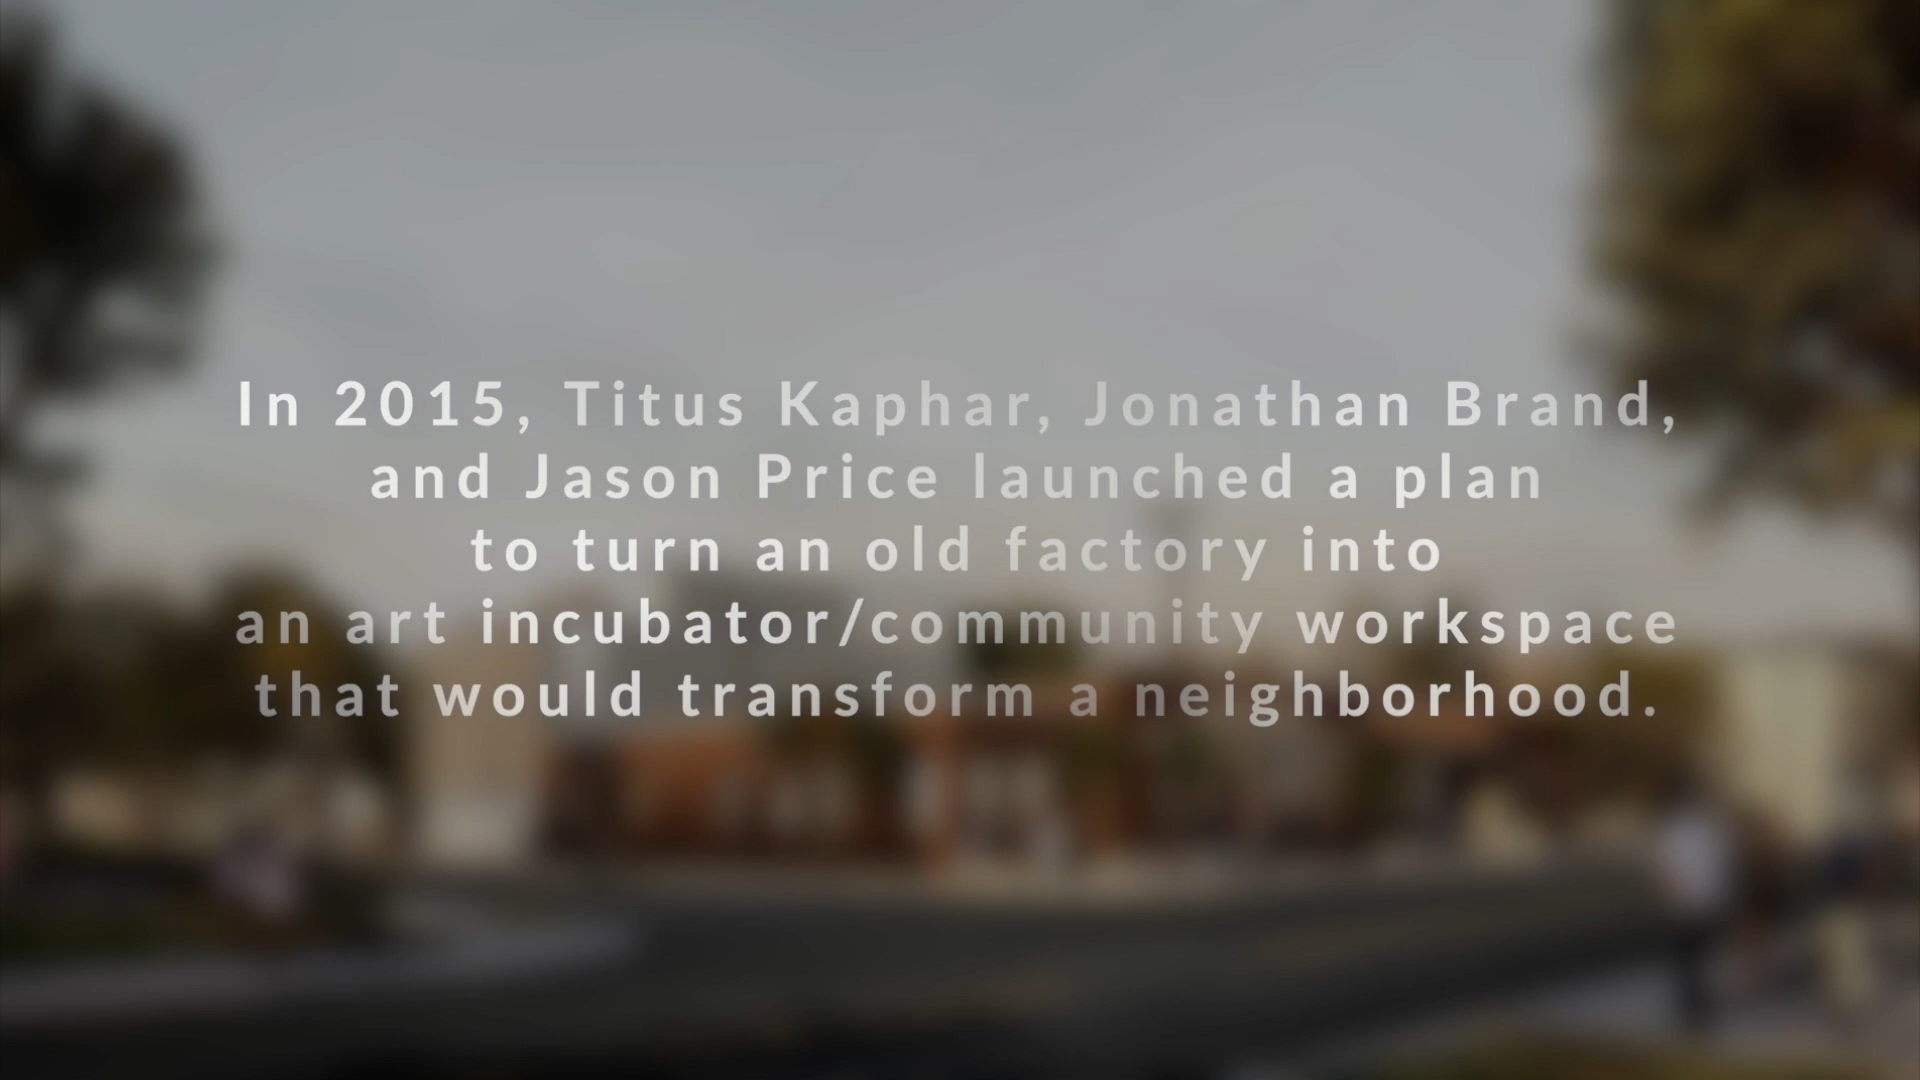 In 2015, Titus Kaphar, Jonathan Brand,
and Jason Price launched a plan
to turn an old factory into
an art incubator/community workspace
that would transform a neighborhood.